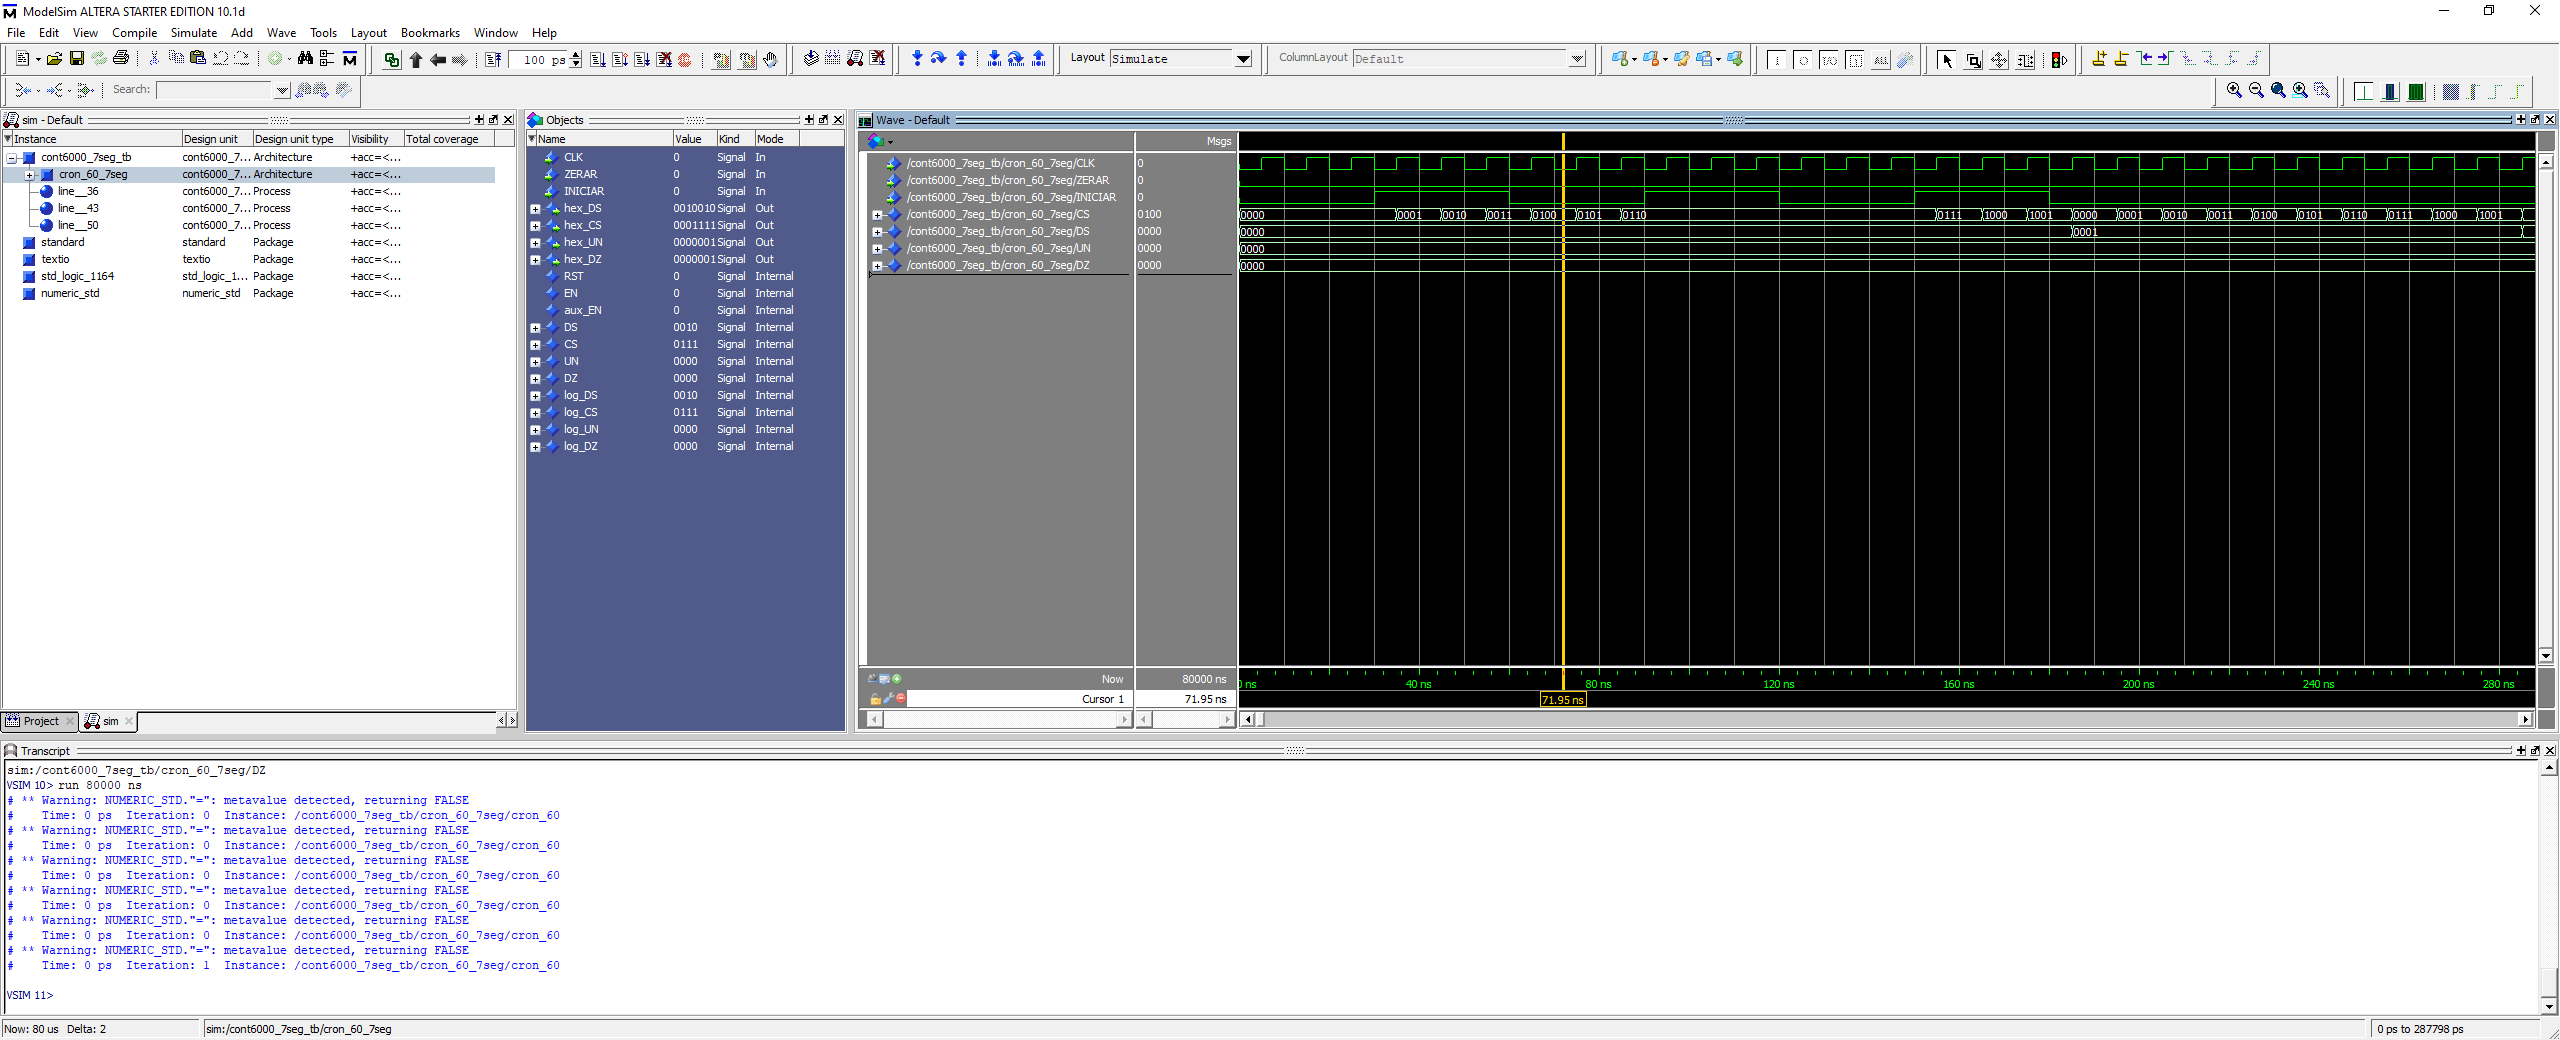 ModelSim ALTERA STARTER EDITION 10.1d
File Edit View Compile Simulate Add Wave Tools Layout Bookmarks Window Help
100 ps Layout Simulate ColumnLayout Default
Search:
sim - Default
Instance Design unit Design unit type Visibility Total coverage
cont6000_7seg_tb cont6000_7... Architecture +acc=<...
cron_60_7seg cont6000_7... Architecture +acc=<...
line__36 cont6000_7... Process +acc=<...
line__43 cont6000_7... Process +acc=<...
line__50 cont6000_7... Process +acc=<...
standard standard Package +acc=<...
textio textio Package +acc=<...
std_logic_1164 std_logic_1... Package +acc=<...
numeric_std numeric_std Package +acc=<...
Project sim
Objects
Name Value Kind Mode
CLK 0 Signal In
ZERAR 0 Signal In
INICIAR 0 Signal In
hex_DS 0010010 Signal Out
hex_CS 0001111 Signal Out
hex_UN 0000001 Signal Out
hex_DZ 0000001 Signal Out
RST 0 Signal Internal
EN 0 Signal Internal
aux_EN 0 Signal Internal
DS 0010 Signal Internal
CS 0111 Signal Internal
UN 0000 Signal Internal
DZ 0000 Signal Internal
log_DS 0010 Signal Internal
log_CS 0111 Signal Internal
log_UN 0000 Signal Internal
log_DZ 0000 Signal Internal
Wave - Default
Msgs
/cont6000_7seg_tb/cron_60_7seg/CLK 0
/cont6000_7seg_tb/cron_60_7seg/ZERAR 0
/cont6000_7seg_tb/cron_60_7seg/INICIAR 0
/cont6000_7seg_tb/cron_60_7seg/CS 0100 0000 0001 0010 0011 0100 0101 0110 0111 1000 1001 0000 0001 0010 0011 0100 0101 0110 0111 1000 1001
/cont6000_7seg_tb/cron_60_7seg/DS 0000 0000 0001
/cont6000_7seg_tb/cron_60_7seg/UN 0000 0000
/cont6000_7seg_tb/cron_60_7seg/DZ 0000 0000
Now 80000 ns ns 40 ns 80 ns 120 ns 160 ns 200 ns 240 ns 280 ns
Cursor 1 71.95 ns 71.95 ns
Transcript
sim:/cont6000_7seg_tb/cron_60_7seg/DZ
VSIM 10> run 80000 ns
# ** Warning: NUMERIC_STD."=": metavalue detected, returning FALSE
# Time: 0 ps Iteration: 0 Instance: /cont6000_7seg_tb/cron_60_7seg/cron_60
# ** Warning: NUMERIC_STD."=": metavalue detected, returning FALSE
# Time: 0 ps Iteration: 0 Instance: /cont6000_7seg_tb/cron_60_7seg/cron_60
# ** Warning: NUMERIC_STD."=": metavalue detected, returning FALSE
# Time: 0 ps Iteration: 0 Instance: /cont6000_7seg_tb/cron_60_7seg/cron_60
# ** Warning: NUMERIC_STD."=": metavalue detected, returning FALSE
# Time: 0 ps Iteration: 0 Instance: /cont6000_7seg_tb/cron_60_7seg/cron_60
# ** Warning: NUMERIC_STD."=": metavalue detected, returning FALSE
# Time: 0 ps Iteration: 0 Instance: /cont6000_7seg_tb/cron_60_7seg/cron_60
# ** Warning: NUMERIC_STD."=": metavalue detected, returning FALSE
# Time: 0 ps Iteration: 1 Instance: /cont6000_7seg_tb/cron_60_7seg/cron_60
VSIM 11>
Now: 80 us Delta: 2 sim:/cont6000_7seg_tb/cron_60_7seg 0 ps to 287798 ps